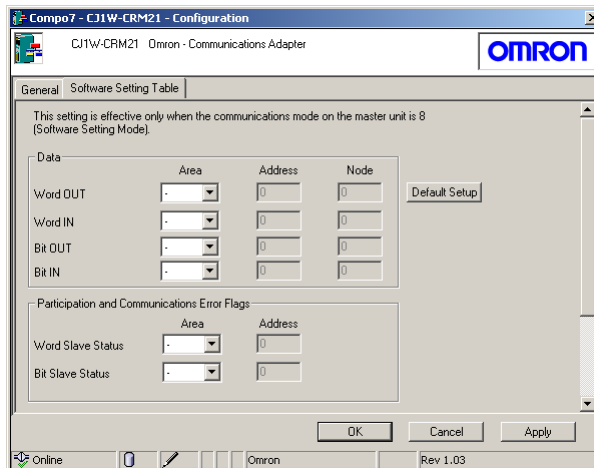 Compo7 - CJ1W-CRM21 - Configuration
CJ1W-CRM21 Omron - Communications Adapter
OMRON
General Software Setting Table
This setting is effective only when the communications mode on the master unit is 8
(Software Setting Mode).
Data
Area Address Node
Word OUT - 0 0 Default Setup
Word IN - 0 0
Bit OUT - 0 0
Bit IN - 0 0
Participation and Communications Error Flags
Area Address
Word Slave Status - 0
Bit Slave Status - 0
OK Cancel Apply
Online Omron Rev 1.03